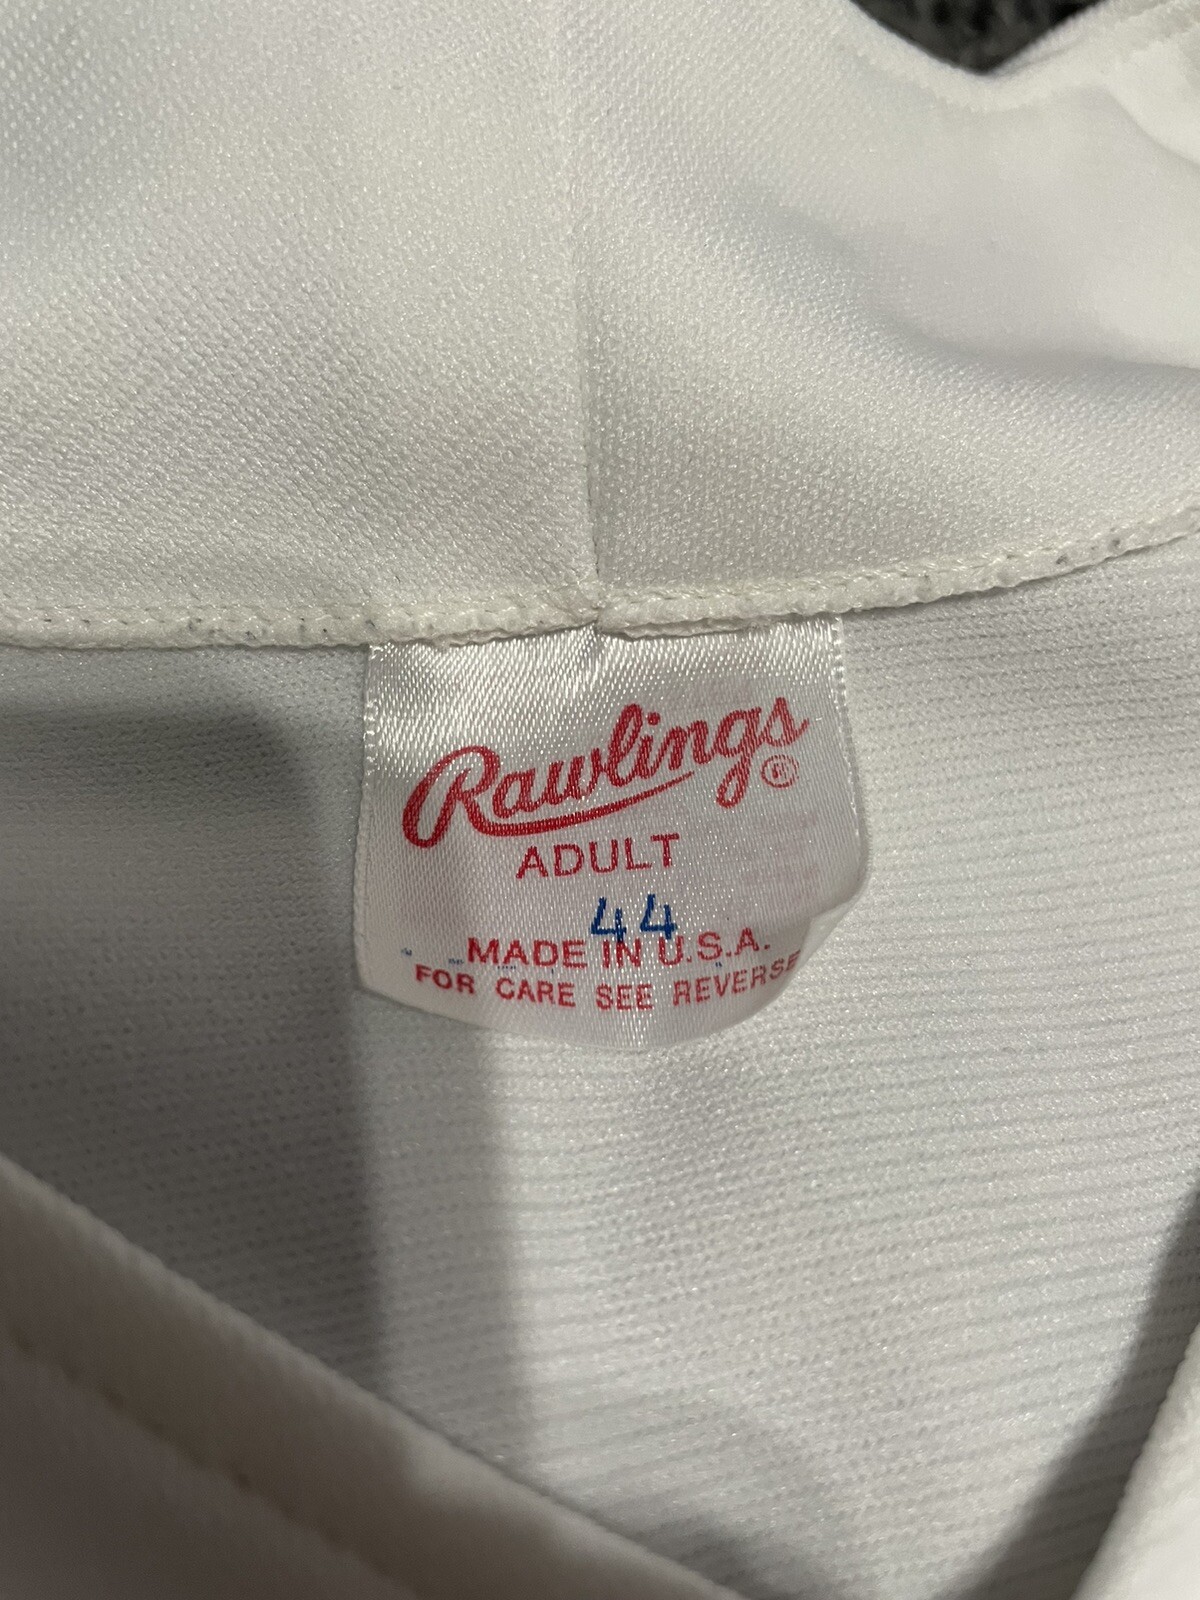 Rawlings®
ADULT
44
MADE IN U.S.A.
FOR CARE SEE REVERSE